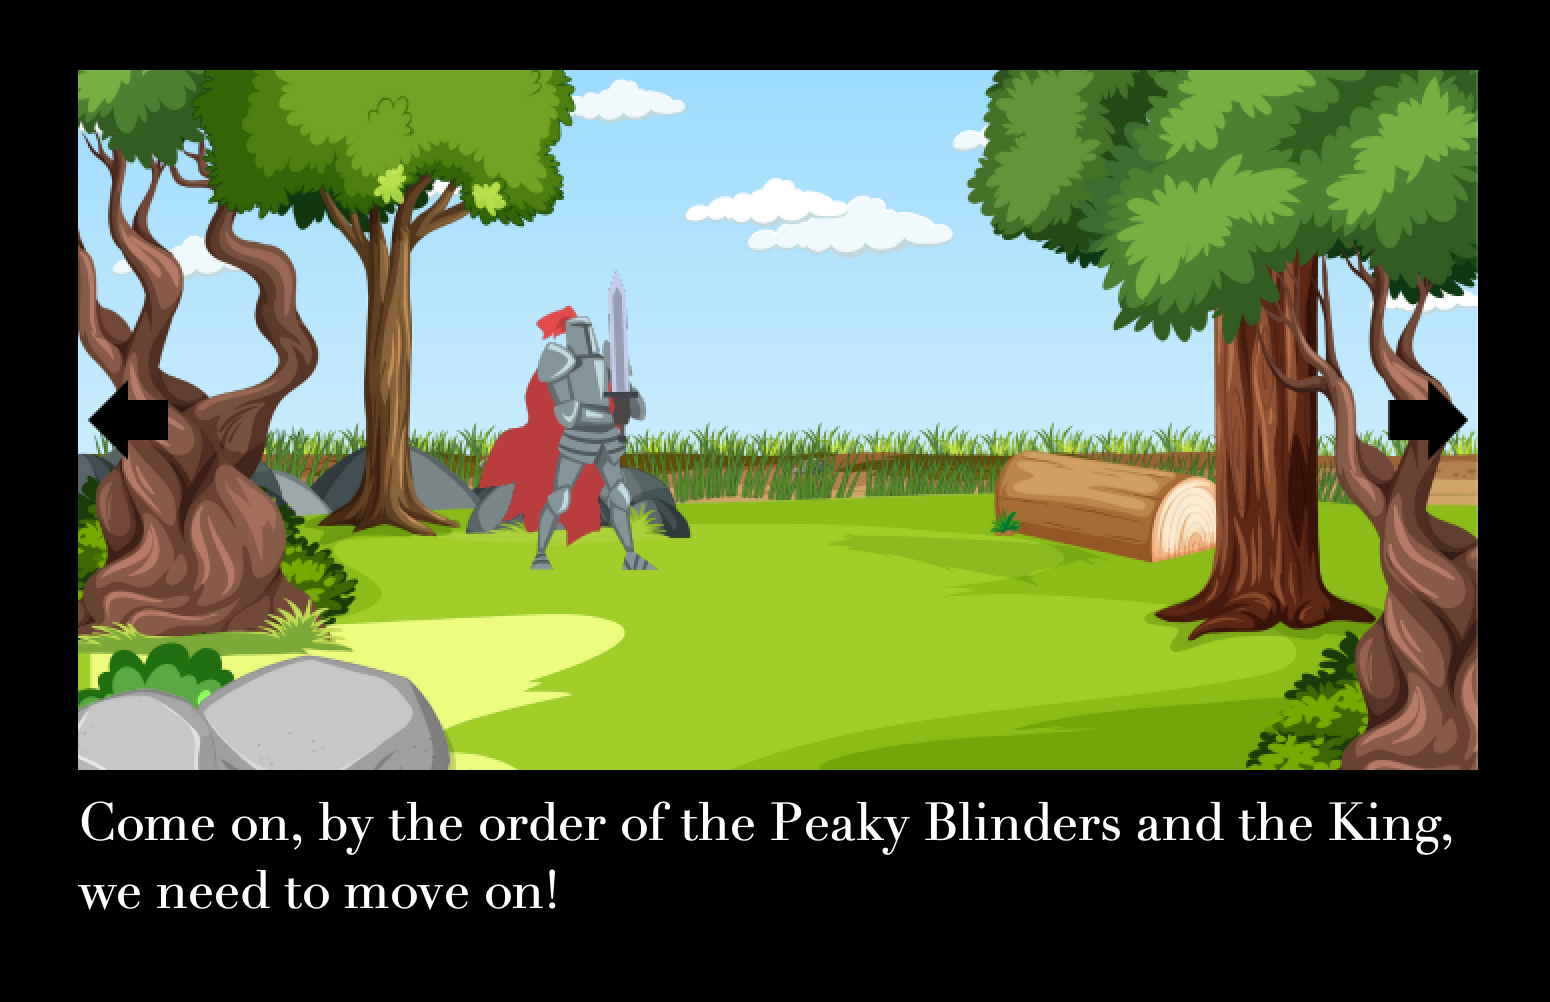 Come on, by the order of the Peaky Blinders and the King,
we need to move on!